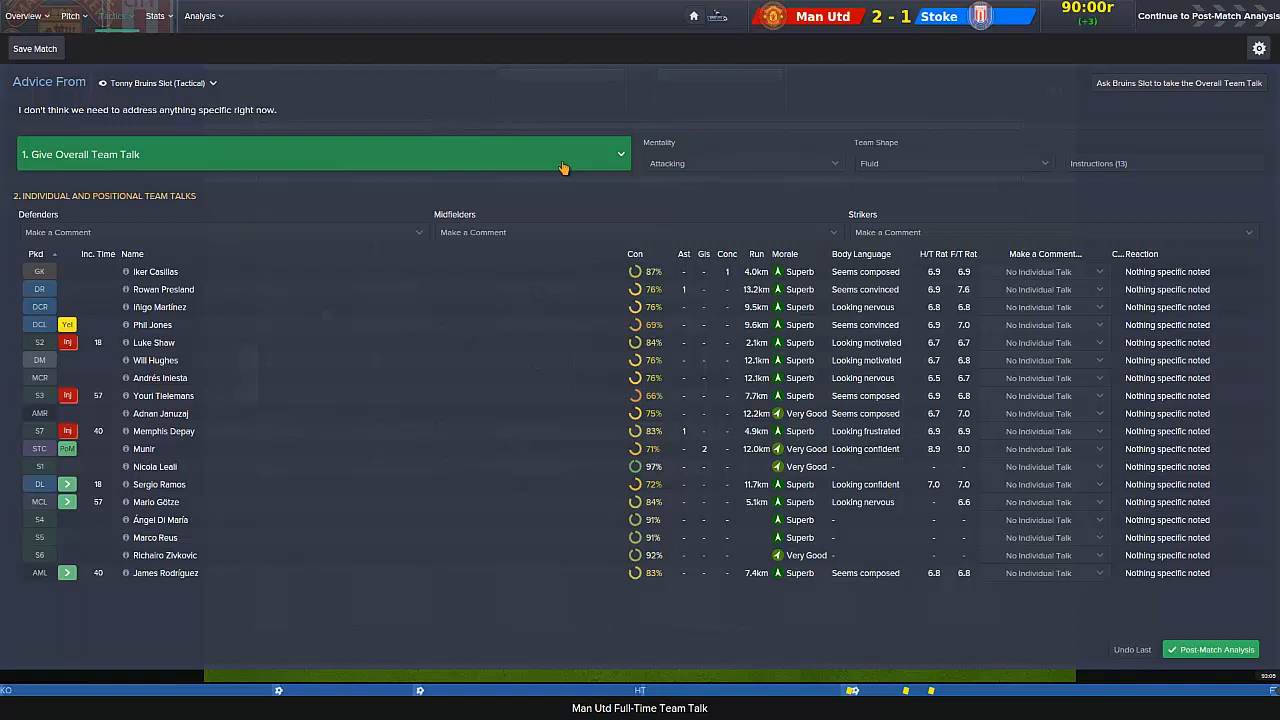 Overview Pitch Tactics Stats Analysis Man Utd 2 - 1 Stoke 90:00r (+3) Continue to Post-Match Analysis
Save Match
Advice From Tonny Bruins Slot (Tactical) Ask Bruins Slot to take the Overall Team Talk
I don't think we need to address anything specific right now.
Mentality Team Shape
1. Give Overall Team Talk Attacking Fluid Instructions (13)
2. INDIVIDUAL AND POSITIONAL TEAM TALKS
Defenders Midfielders Strikers
Make a Comment Make a Comment Make a Comment
Pkd Inc. Time Name Con Ast Gls Conc Run Morale Body Language H/T Rat F/T Rat Make a Comment... C... Reaction
GK Iker Casillas 87% - - 1 4.0km Superb Seems composed 6.9 6.9 No Individual Talk Nothing specific noted
DR Rowan Presland 76% 1 - - 13.2km Superb Seems convinced 6.9 7.6 No Individual Talk Nothing specific noted
DCR Iñigo Martínez 76% - - - 9.5km Superb Looking nervous 6.8 6.8 No Individual Talk Nothing specific noted
DCL Yel Phil Jones 69% - - - 9.6km Superb Seems convinced 6.9 7.0 No Individual Talk Nothing specific noted
S2 Inj 18 Luke Shaw 84% - - - 2.1km Superb Looking motivated 6.7 6.7 No Individual Talk Nothing specific noted
DM Will Hughes 76% - - - 12.1km Superb Looking motivated 6.7 6.8 No Individual Talk Nothing specific noted
MCR Andrés Iniesta 76% - - - 12.1km Superb Looking nervous 6.5 6.7 No Individual Talk Nothing specific noted
S3 Inj 57 Youri Tielemans 66% - - - 7.7km Superb Seems composed 6.9 6.8 No Individual Talk Nothing specific noted
AMR Adnan Januzaj 75% - - - 12.2km Very Good Seems composed 6.7 7.0 No Individual Talk Nothing specific noted
S7 Inj 40 Memphis Depay 83% 1 - - 4.9km Superb Looking frustrated 6.9 6.9 No Individual Talk Nothing specific noted
STC PoM Munir 71% - 2 - 12.0km Very Good Looking confident 8.9 9.0 No Individual Talk Nothing specific noted
S1 Nicola Leali 97% - - - Very Good - - - No Individual Talk Nothing specific noted
DL 18 Sergio Ramos 72% - - - 11.7km Superb Looking confident 7.0 7.0 No Individual Talk Nothing specific noted
MCL 57 Mario Götze 84% - - - 5.1km Superb Looking nervous - 6.6 No Individual Talk Nothing specific noted
S4 Ángel Di María 91% - - - Superb - - - No Individual Talk Nothing specific noted
S5 Marco Reus 91% - - - Superb - - - No Individual Talk Nothing specific noted
S6 Richairo Zivkovic 92% - - - Very Good - - - No Individual Talk Nothing specific noted
AML 40 James Rodríguez 83% - - - 7.4km Superb Seems composed 6.8 6.8 No Individual Talk Nothing specific noted
Undo Last Post-Match Analysis
93:05
KO HT F
Man Utd Full-Time Team Talk